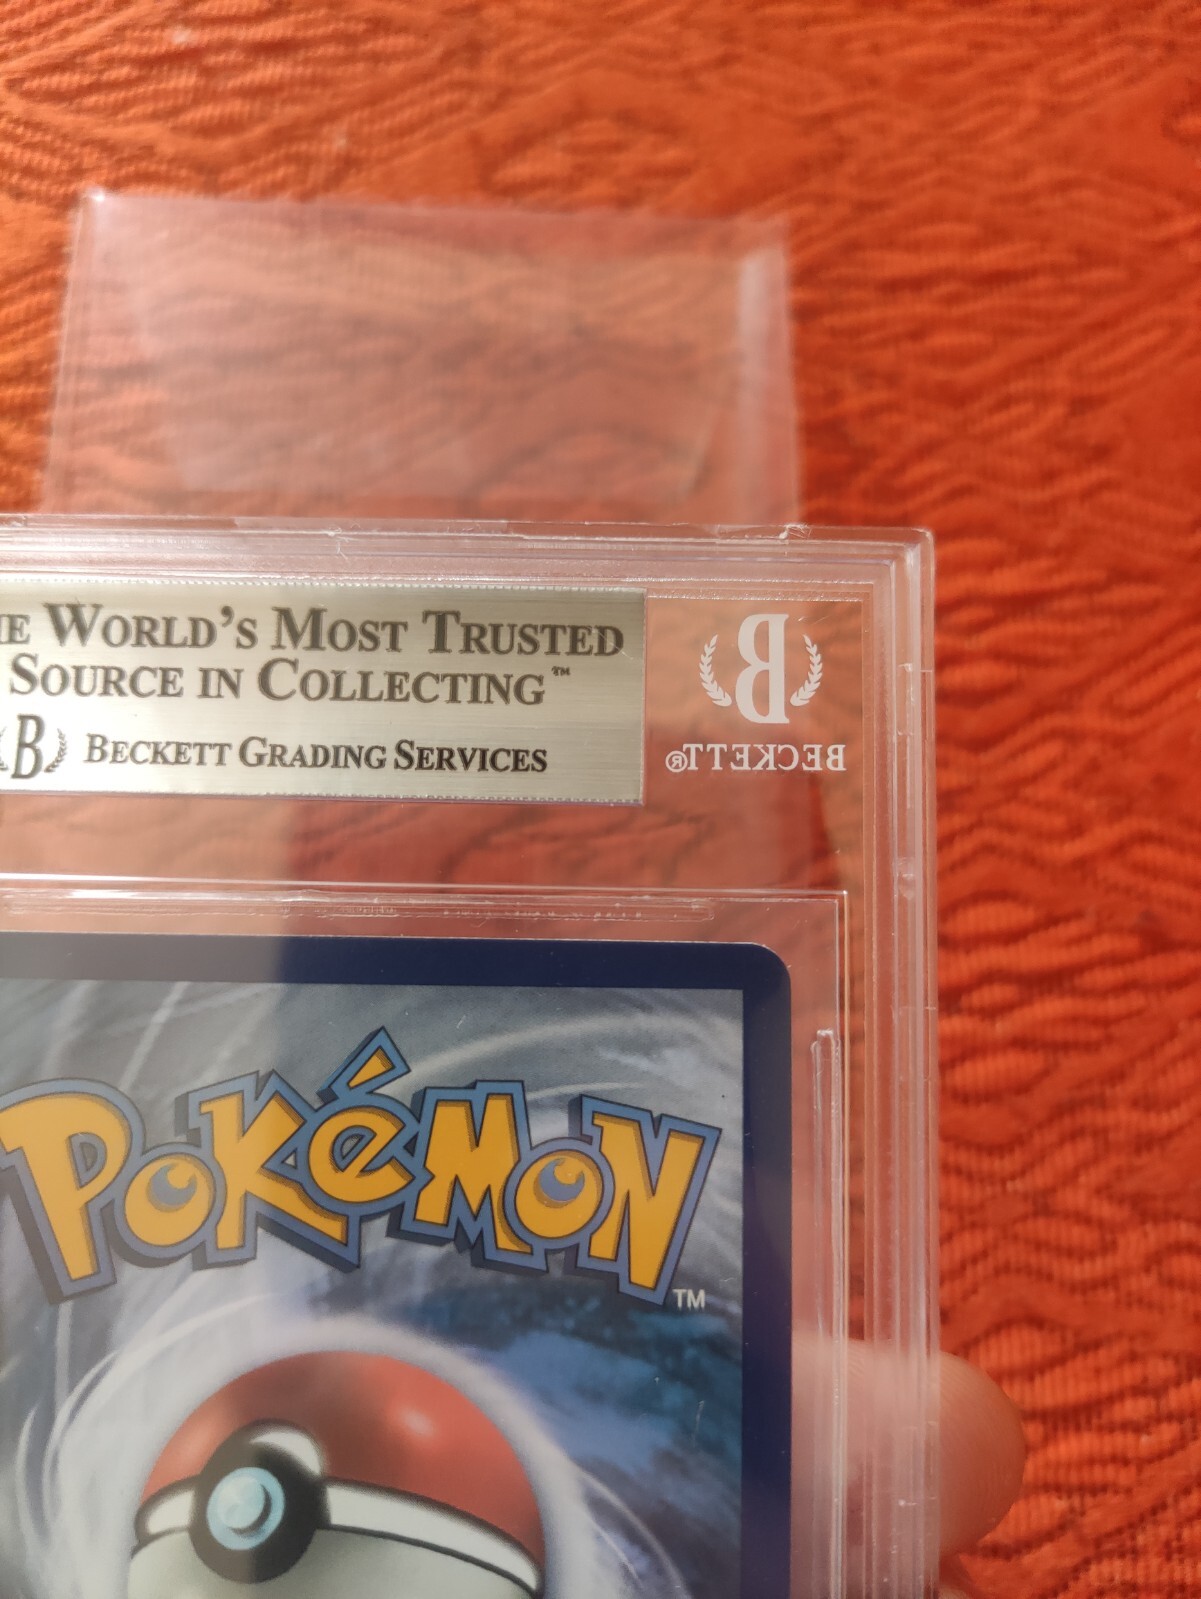 E WORLD'S MOST TRUSTED
SOURCE IN COLLECTING™
B BECKETT GRADING SERVICES
B
BECKETT®
POKéMON
TM